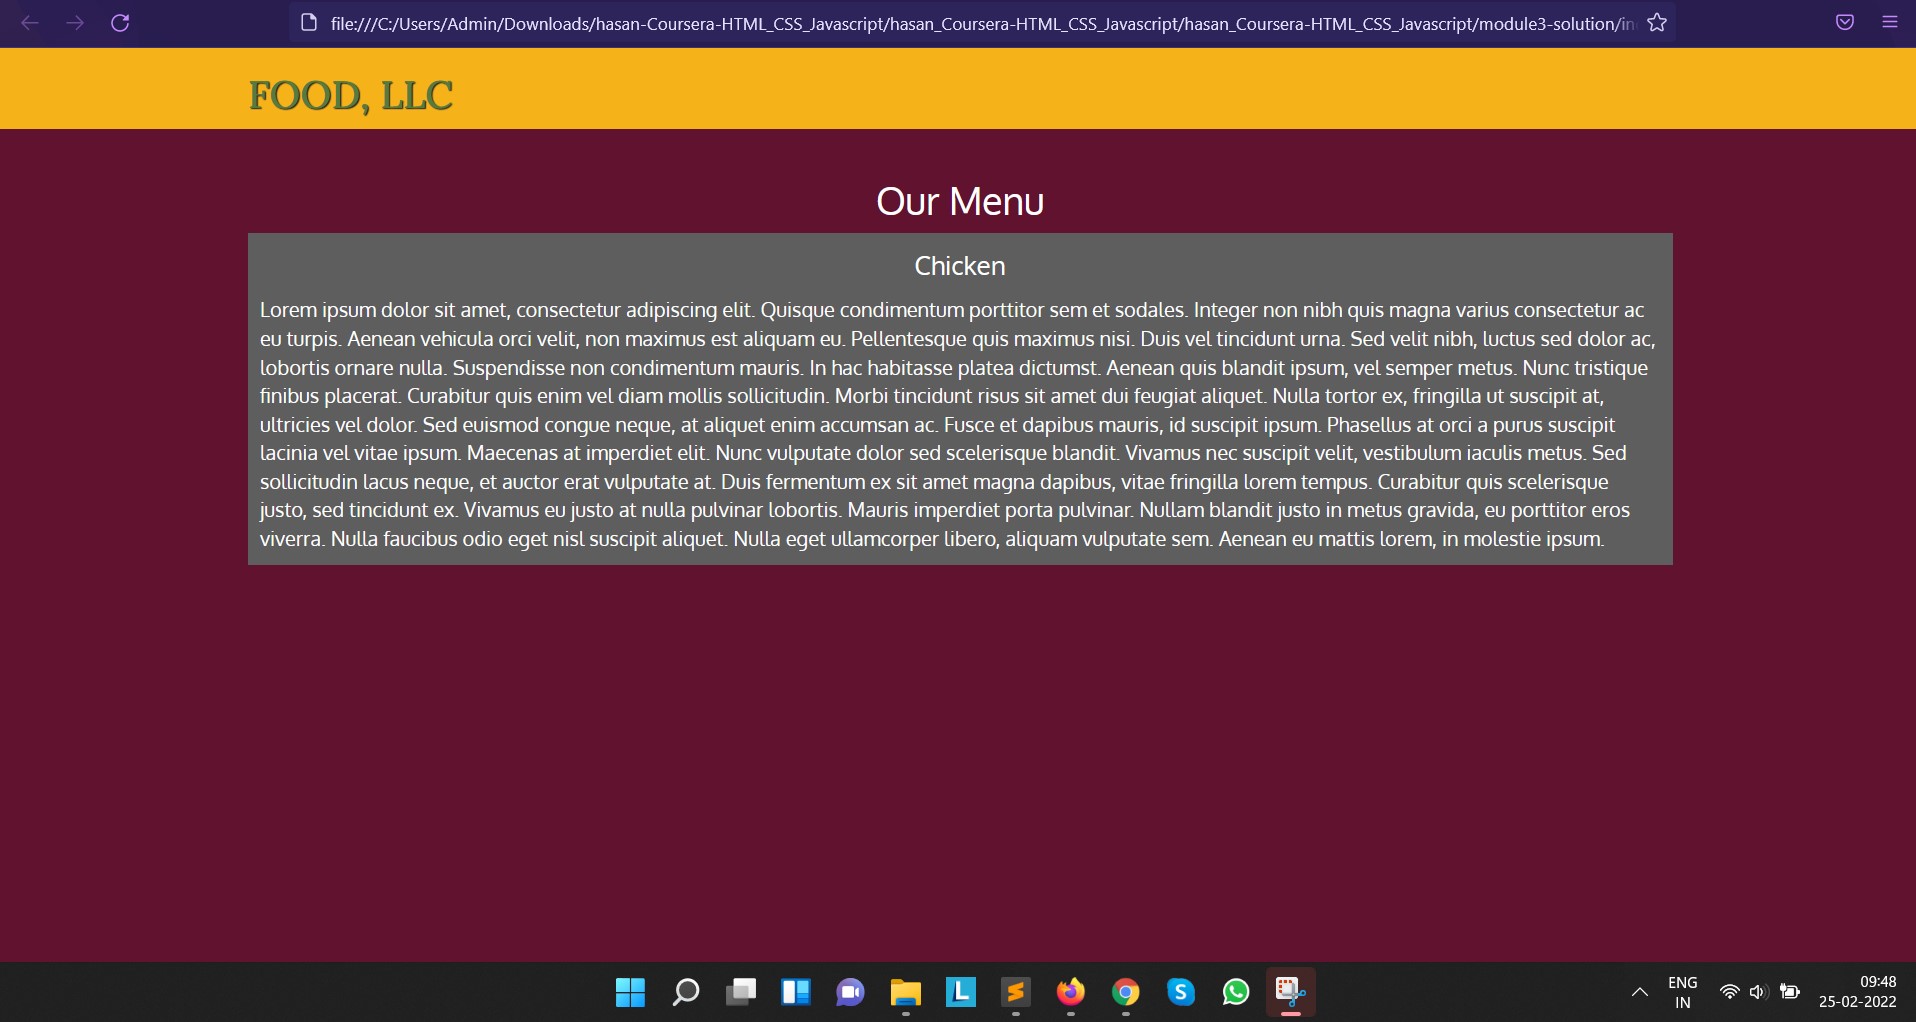 file:///C:/Users/Admin/Downloads/hasan-Coursera-HTML_CSS_Javascript/hasan_Coursera-HTML_CSS_Javascript/hasan_Coursera-HTML_CSS_Javascript/module3-solution/in
FOOD, LLC
Our Menu
Chicken
Lorem ipsum dolor sit amet, consectetur adipiscing elit. Quisque condimentum porttitor sem et sodales. Integer non nibh quis magna varius consectetur ac
eu turpis. Aenean vehicula orci velit, non maximus est aliquam eu. Pellentesque quis maximus nisi. Duis vel tincidunt urna. Sed velit nibh, luctus sed dolor ac,
lobortis ornare nulla. Suspendisse non condimentum mauris. In hac habitasse platea dictumst. Aenean quis blandit ipsum, vel semper metus. Nunc tristique
finibus placerat. Curabitur quis enim vel diam mollis sollicitudin. Morbi tincidunt risus sit amet dui feugiat aliquet. Nulla tortor ex, fringilla ut suscipit at,
ultricies vel dolor. Sed euismod congue neque, at aliquet enim accumsan ac. Fusce et dapibus mauris, id suscipit ipsum. Phasellus at orci a purus suscipit
lacinia vel vitae ipsum. Maecenas at imperdiet elit. Nunc vulputate dolor sed scelerisque blandit. Vivamus nec suscipit velit, vestibulum iaculis metus. Sed
sollicitudin lacus neque, et auctor erat vulputate at. Duis fermentum ex sit amet magna dapibus, vitae fringilla lorem tempus. Curabitur quis scelerisque
justo, sed tincidunt ex. Vivamus eu justo at nulla pulvinar lobortis. Mauris imperdiet porta pulvinar. Nullam blandit justo in metus gravida, eu porttitor eros
viverra. Nulla faucibus odio eget nisl suscipit aliquet. Nulla eget ullamcorper libero, aliquam vulputate sem. Aenean eu mattis lorem, in molestie ipsum.
L
S
S
ENG
IN
09:48
25-02-2022